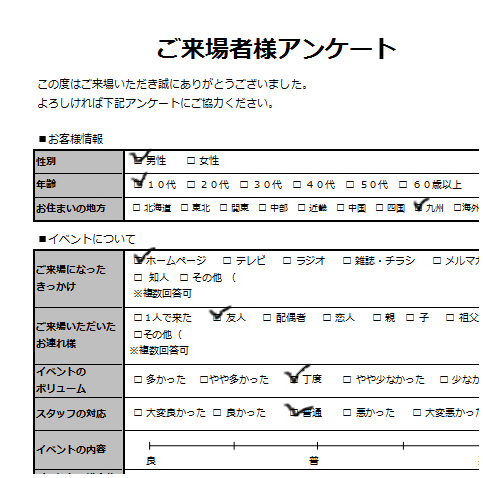 ご来場者様アンケート
この度はご来場いただき誠にありがとうございました。
よろしければ下記アンケートにご協力ください。
■お客様情報
性別 □ 男性 □ 女性
年齢 □ １０代 □ ２０代 □ ３０代 □ ４０代 □ ５０代 □ ６０歳以上
お住まいの地方 □ 北海道 □ 東北 □ 関東 □ 中部 □ 近畿 □ 中国 □ 四国 □ 九州 □海外
■イベントについて
ご来場になった
きっかけ
□ ホームページ □ テレビ □ ラジオ □ 雑誌・チラシ □ メルマガ
□ 知人 □ その他 （
※複数回答可
ご来場いただいた
お連れ様
□１人で来た □ 友人 □ 配偶者 □ 恋人 □ 親 □ 子 □ 祖父
□その他（
※複数回答可
イベントの
ボリューム
□ 多かった □やや多かった □ 丁度 □ やや少なかった □ 少なか
スタッフの対応 □ 大変良かった □ 良かった □ 普通 □ 悪かった □ 大変悪かっ
イベントの内容
良 普